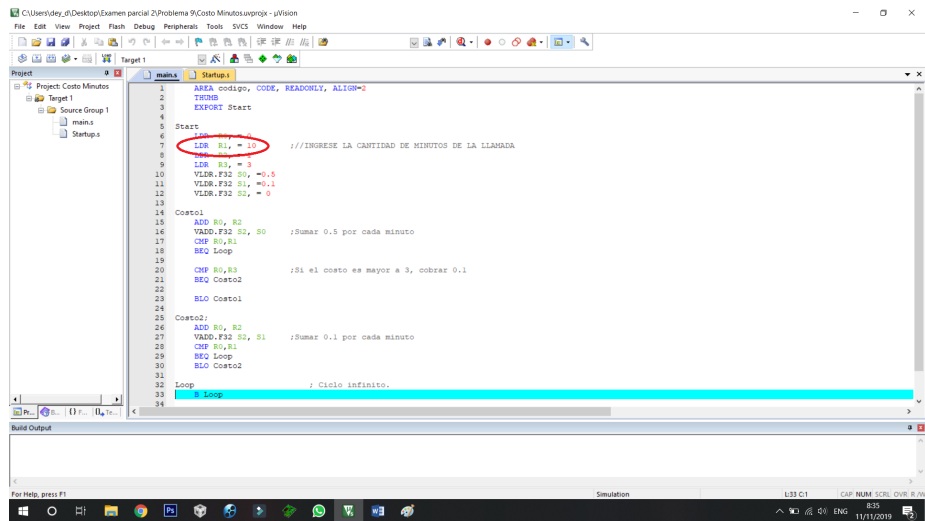 C:\Users\dey_d\Desktop\Examen parcial 2\Problema 9\Costo Minutos.uvprojx - µVision
File Edit View Project Flash Debug Peripherals Tools SVCS Window Help
Target 1
Project
main.s
Startup.s
Project: Costo Minutos
Target 1
Source Group 1
main.s
Startup.s
1 AREA codigo, CODE, READONLY, ALIGN=2
2 THUMB
3 EXPORT Start
4
5 Start
6 LDR R0, = 0
7 LDR R1, = 10 ;//INGRESE LA CANTIDAD DE MINUTOS DE LA LLAMADA
8 LDR R2, = 1
9 LDR R3, = 3
10 VLDR.F32 S0, =0.5
11 VLDR.F32 S1, =0.1
12 VLDR.F32 S2, = 0
13
14 Costo1
15 ADD R0, R2
16 VADD.F32 S2, S0 ;Sumar 0.5 por cada minuto
17 CMP R0,R1
18 BEQ Loop
19
20 CMP R0,R3 ;Si el costo es mayor a 3, cobrar 0.1
21 BEQ Costo2
22
23 BLO Costo1
24
25 Costo2;
26 ADD R0, R2
27 VADD.F32 S2, S1 ;Sumar 0.1 por cada minuto
28 CMP R0,R1
29 BEQ Loop
30 BLO Costo2
31
32 Loop ; Ciclo infinito.
33 B Loop
34
Pr... B... {} F... 0. Te...
Build Output
For Help, press F1
Simulation
L:33 C:1
CAP NUM SCRL OVR R/W
ENG
8:35
11/11/2019